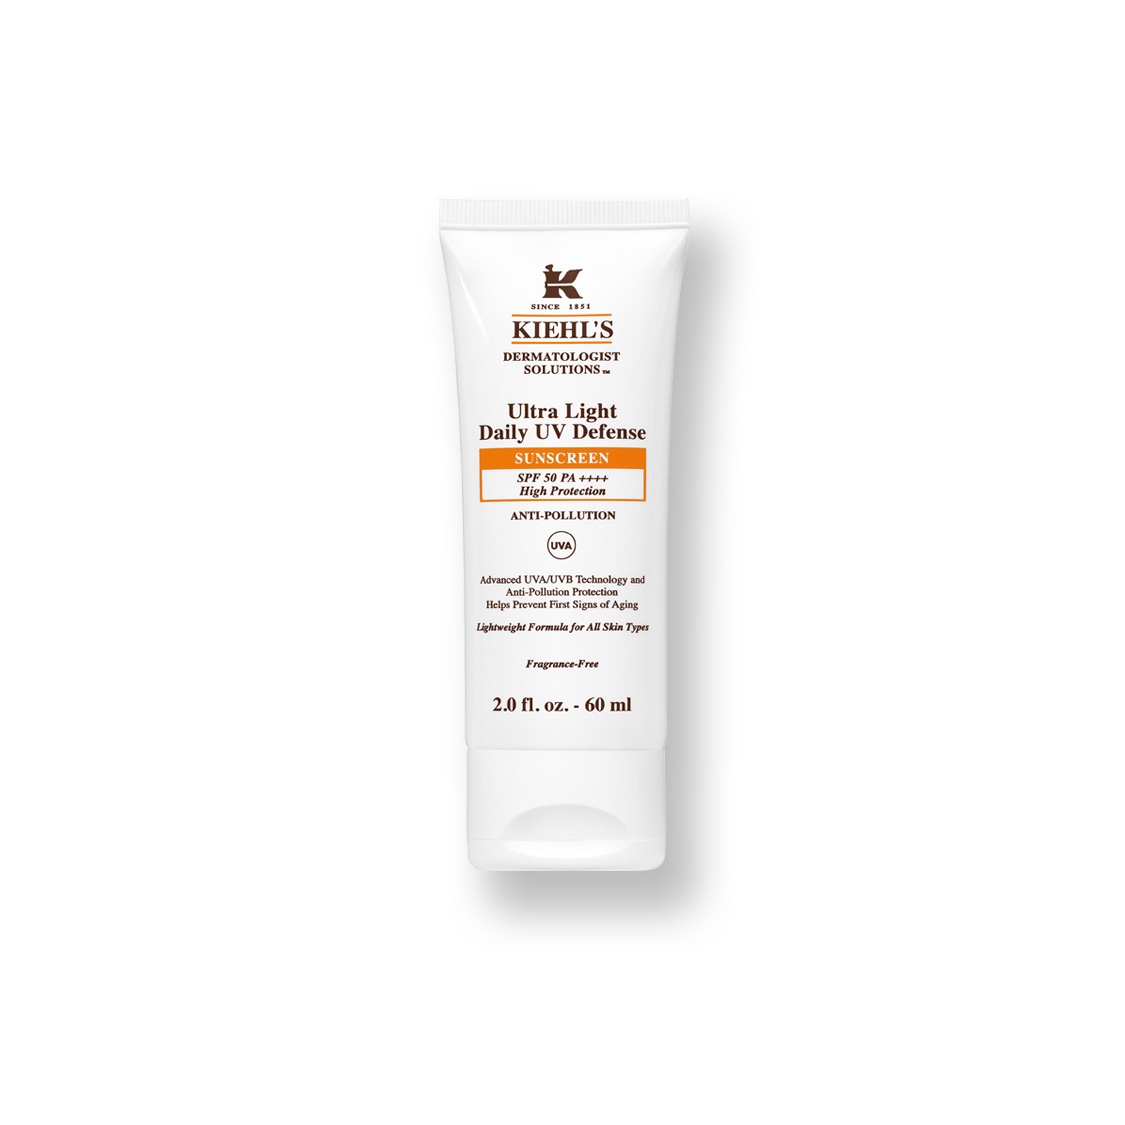 K
SINCE 1851
KIEHL'S
DERMATOLOGIST
SOLUTIONS™
Ultra Light
Daily UV Defense
SUNSCREEN
SPF 50 PA ++++
High Protection
ANTI-POLLUTION
UVA
Advanced UVA/UVB Technology and
Anti-Pollution Protection
Helps Prevent First Signs of Aging
Lightweight Formula for All Skin Types
Fragrance-Free
2.0 fl. oz. - 60 ml